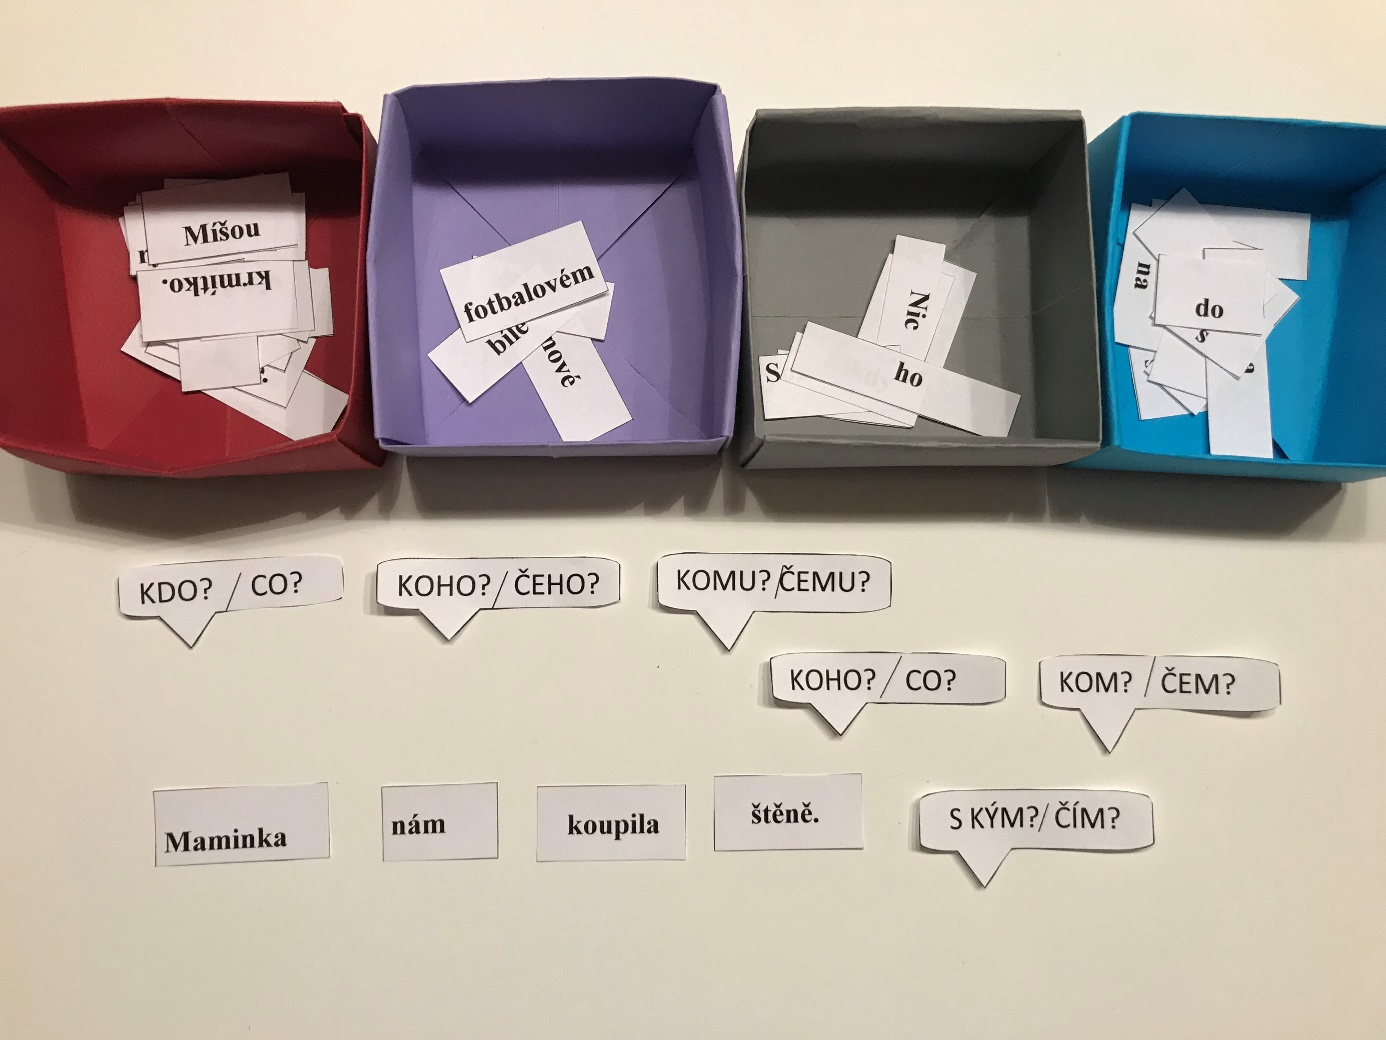 Míšou
krmítko.
fotbalovém
bílé
nové
Nic
ho
na
do
s
KDO? / CO?
KOHO? / ČEHO?
KOMU? /ČEMU?
KOHO? / CO?
KOM? / ČEM?
Maminka nám koupila štěně.
S KÝM? / ČÍM?